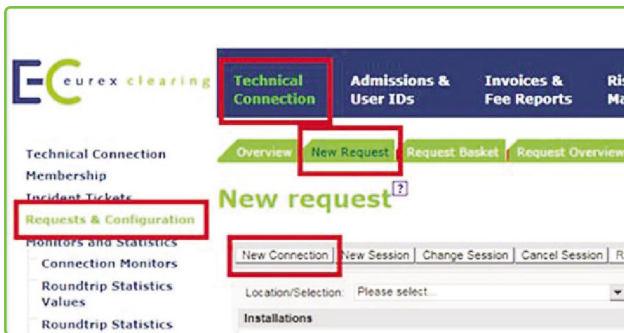 eurex clearing
Technical Connection
Admissions & User IDs
Invoices & Fee Reports
Technical Connection
Membership
Incident Tickets
Requests & Configuration
Monitors and Statistics
Connection Monitors
Roundtrip Statistics
Values
Roundtrip Statistics
Overview New Request Request Basket Request Overview
New request ?
New Connection New Session Change Session Cancel Session R
Location/Selection: Please select...
Installations